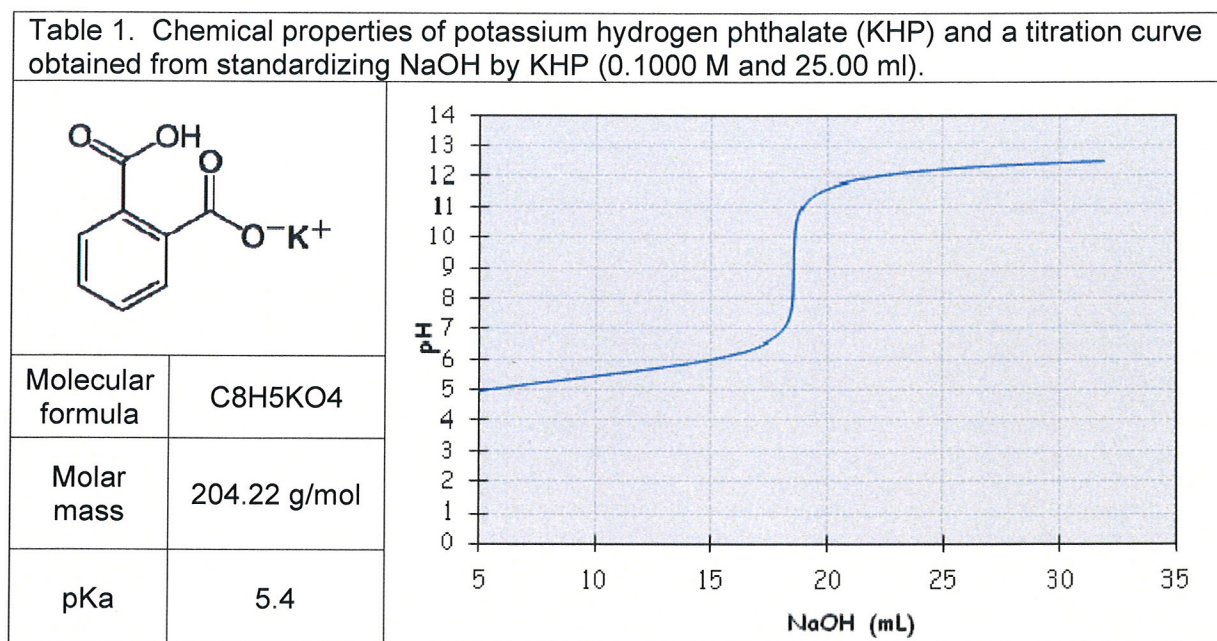 Table 1. Chemical properties of potassium hydrogen phthalate (KHP) and a titration curve
obtained from standardizing NaOH by KHP (0.1000 M and 25.00 ml).
O
OH
O
O⁻K⁺
Molecular
formula
C8H5KO4
Molar
mass
204.22 g/mol
pKa
5.4
14
13
12
11
10
9
8
7
6
5
4
3
2
1
0
pH
5
10
15
20
25
30
35
NaOH (mL)